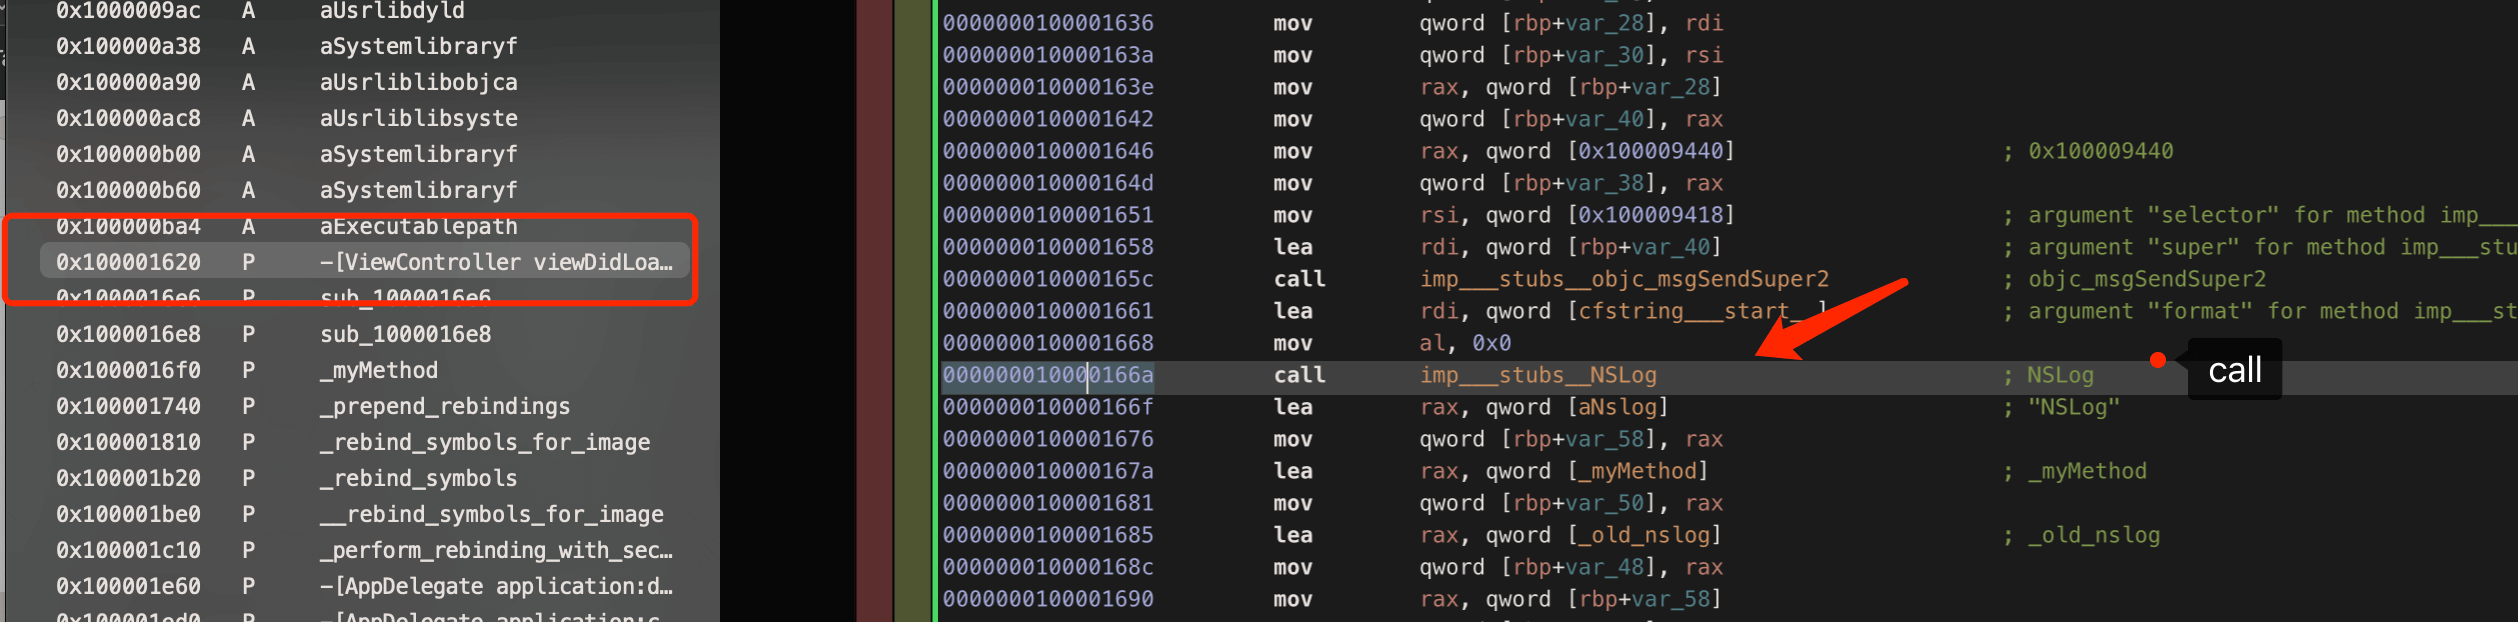 0x1000009ac A aUsrlibdyld
0x100000a38 A aSystemlibraryf
0x100000a90 A aUsrliblibobjca
0x100000ac8 A aUsrliblibsyste
0x100000b00 A aSystemlibraryf
0x100000b60 A aSystemlibraryf
0x100000ba4 A aExecutablepath
0x100001620 P -[ViewController viewDidLoa…
0x1000016e6 P sub_1000016e6
0x1000016e8 P sub_1000016e8
0x1000016f0 P _myMethod
0x100001740 P _prepend_rebindings
0x100001810 P _rebind_symbols_for_image
0x100001b20 P _rebind_symbols
0x100001be0 P __rebind_symbols_for_image
0x100001c10 P _perform_rebinding_with_sec…
0x100001e60 P -[AppDelegate application:d…
0x100001ed0 P -[AppDelegate application:c…
0000000100001636 mov qword [rbp+var_28], rdi
000000010000163a mov qword [rbp+var_30], rsi
000000010000163e mov rax, qword [rbp+var_28]
0000000100001642 mov qword [rbp+var_40], rax
0000000100001646 mov rax, qword [0x100009440] ; 0x100009440
000000010000164d mov qword [rbp+var_38], rax
0000000100001651 mov rsi, qword [0x100009418] ; argument "selector" for method imp___
0000000100001658 lea rdi, qword [rbp+var_40] ; argument "super" for method imp___stu
000000010000165c call imp___stubs__objc_msgSendSuper2 ; objc_msgSendSuper2
0000000100001661 lea rdi, qword [cfstring___start__] ; argument "format" for method imp___st
0000000100001668 mov al, 0x0
000000010000166a call imp___stubs__NSLog ; NSLog
call
000000010000166f lea rax, qword [aNslog] ; "NSLog"
0000000100001676 mov qword [rbp+var_58], rax
000000010000167a lea rax, qword [_myMethod] ; _myMethod
0000000100001681 mov qword [rbp+var_50], rax
0000000100001685 lea rax, qword [_old_nslog] ; _old_nslog
000000010000168c mov qword [rbp+var_48], rax
0000000100001690 mov rax, qword [rbp+var_58]